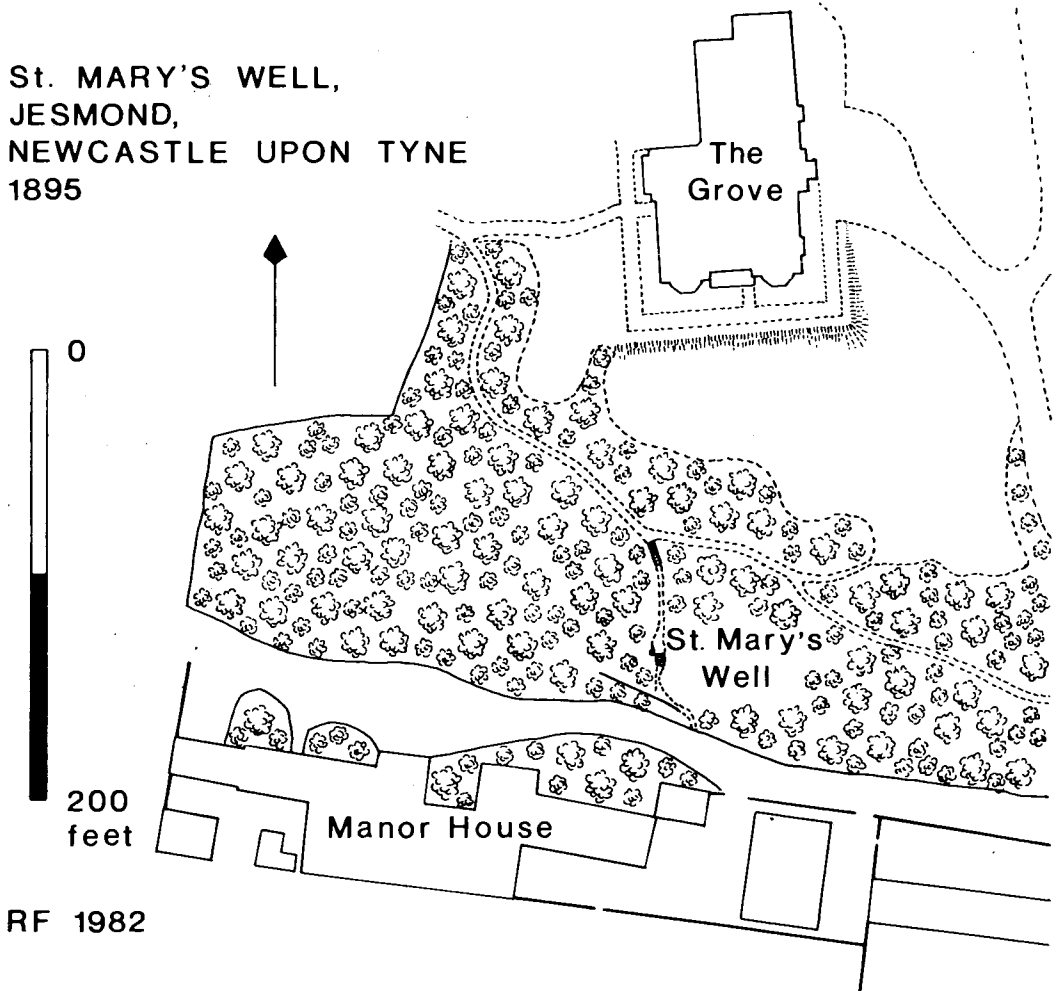 St. MARY'S WELL,
JESMOND,
NEWCASTLE UPON TYNE
1895
The
Grove
0
St. Mary's
Well
200
feet
Manor House
RF 1982